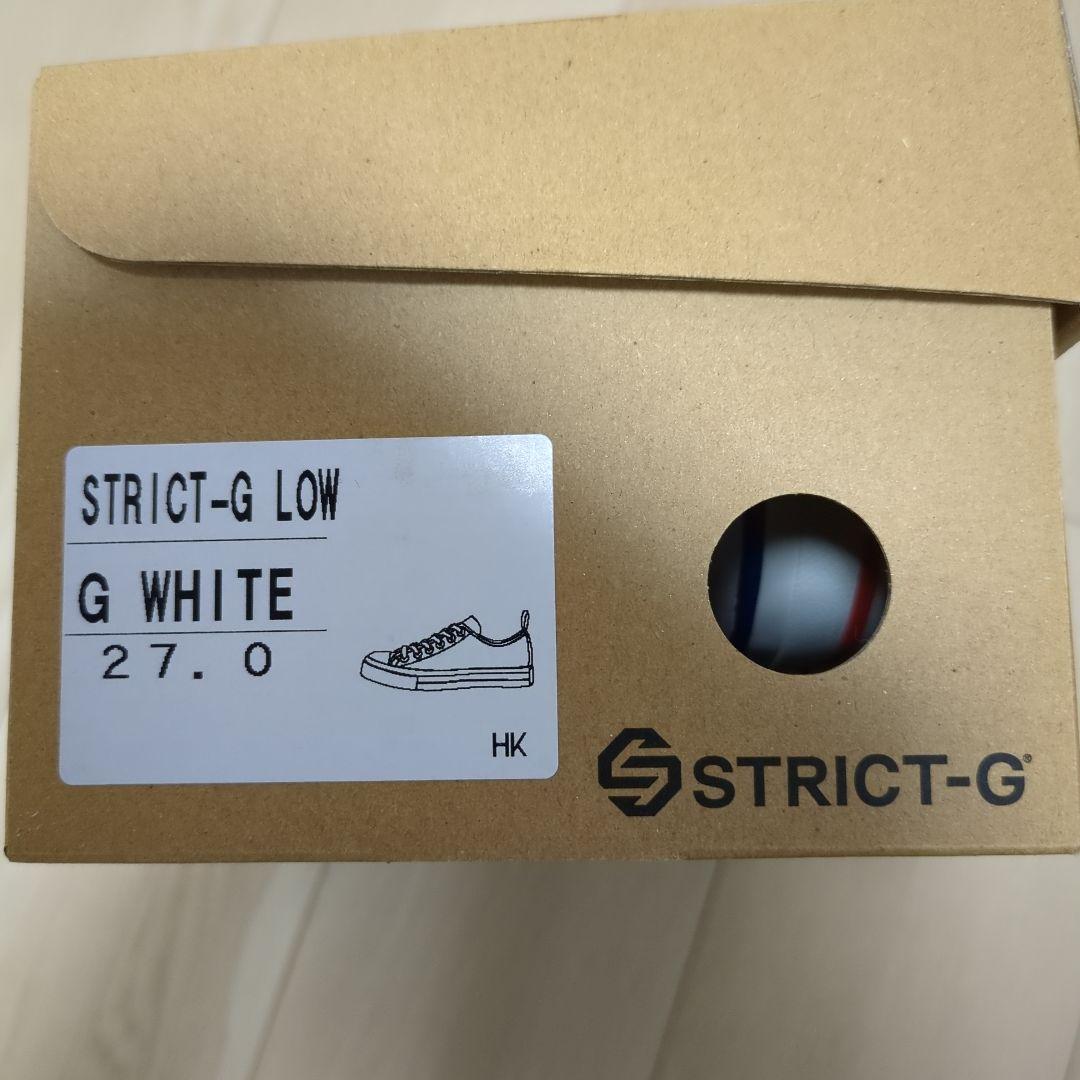 STRICT-G LOW
G WHITE
27.0
HK
STRICT-G®